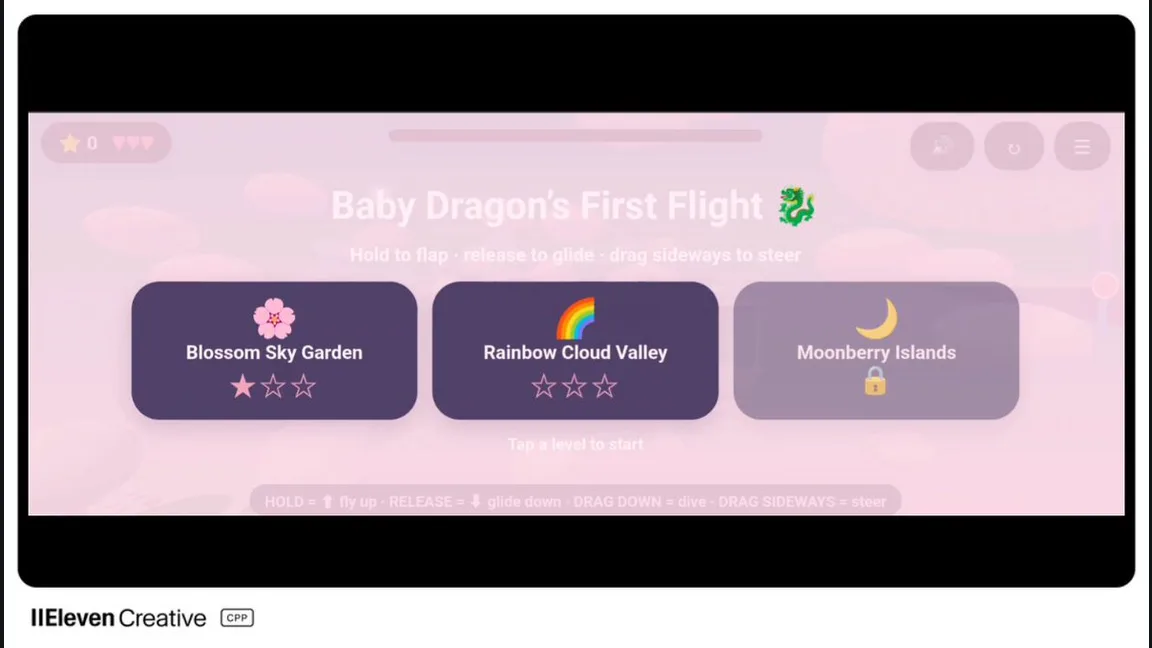 0
Baby Dragon's First Flight
Hold to flap · release to glide · drag sideways to steer
Blossom Sky Garden
Rainbow Cloud Valley
Moonberry Islands
Tap a level to start
HOLD = ⬆ fly up · RELEASE = ⬇ glide down · DRAG DOWN = dive · DRAG SIDEWAYS = steer
IIEleven Creative CPP